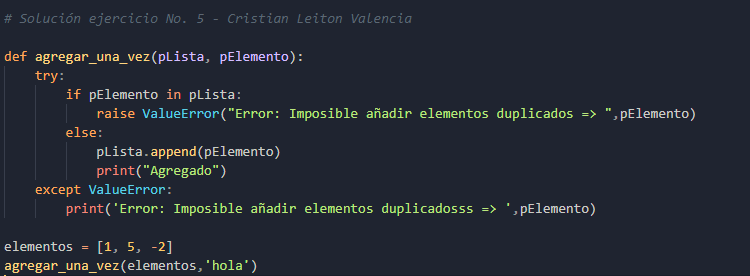 # Solución ejercicio No. 5 - Cristian Leiton Valencia
def agregar_una_vez(pLista, pElemento):
try:
if pElemento in pLista:
raise ValueError("Error: Imposible añadir elementos duplicados => ",pElemento)
else:
pLista.append(pElemento)
print("Agregado")
except ValueError:
print('Error: Imposible añadir elementos duplicadosss => ',pElemento)
elementos = [1, 5, -2]
agregar_una_vez(elementos,'hola')